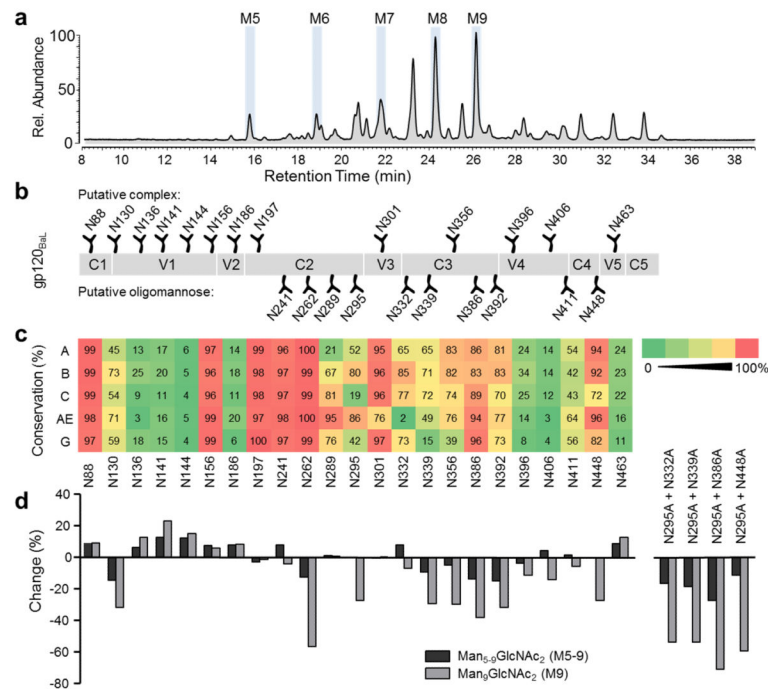 a
M5 M6 M7 M8 M9
Rel. Abundance
100
50
0
8 10 12 14 16 18 20 22 24 26 28 30 32 34 36 38
Retention Time (min)
b
Putative complex:
N88 N130 N136 N141 N144 N156 N186 N197 N301 N356 N396 N406 N463
gp120BaL
C1 V1 V2 C2 V3 C3 V4 C4 V5 C5
Putative oligomannose:
N241 N262 N289 N295 N332 N339 N386 N392 N411 N448
c
Conservation (%)
A 99 45 13 17 6 97 14 99 96 100 21 52 95 65 65 83 86 81 24 14 54 94 24
B 99 73 25 20 5 96 18 98 97 99 67 80 96 85 71 82 83 83 34 32 42 92 23
C 99 54 9 11 4 96 16 98 97 99 81 19 96 77 72 74 89 70 25 12 43 72 22
AE 98 71 3 16 5 99 20 97 98 100 95 86 76 2 49 76 94 77 14 4 64 96 16
G 97 59 18 15 4 99 6 100 97 99 76 42 97 73 15 39 96 73 8 3 56 82 11
0 100%
N88 N130 N136 N141 N144 N156 N186 N197 N241 N262 N289 N295 N301 N332 N339 N356 N386 N392 N396 N406 N411 N448 N463
N295A + N332A
N295A + N339A
N295A + N386A
N295A + N448A
d
Change (%)
40
20
0
-20
-40
-60
-80
Man5-9GlcNAc2 (M5-9)
Man9GlcNAc2 (M9)